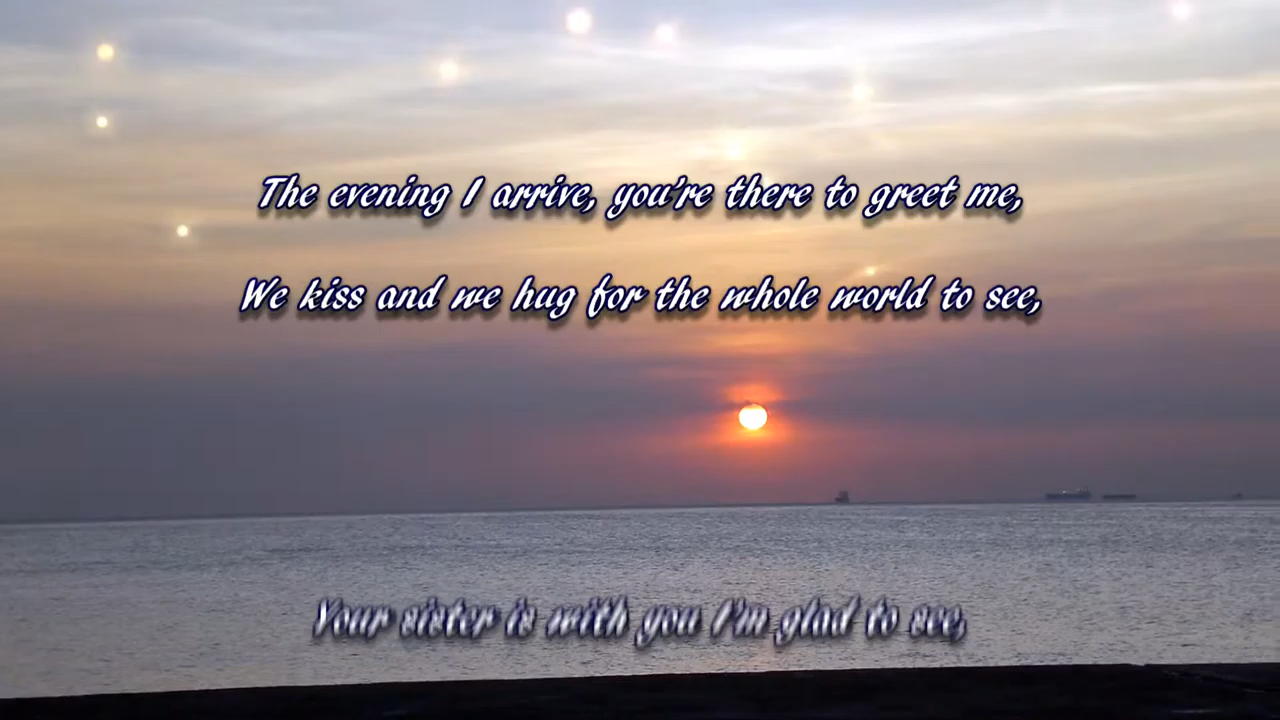 The evening I arrive, you're there to greet me,
We kiss and we hug for the whole world to see,
Your sister is with you I'm glad to see,